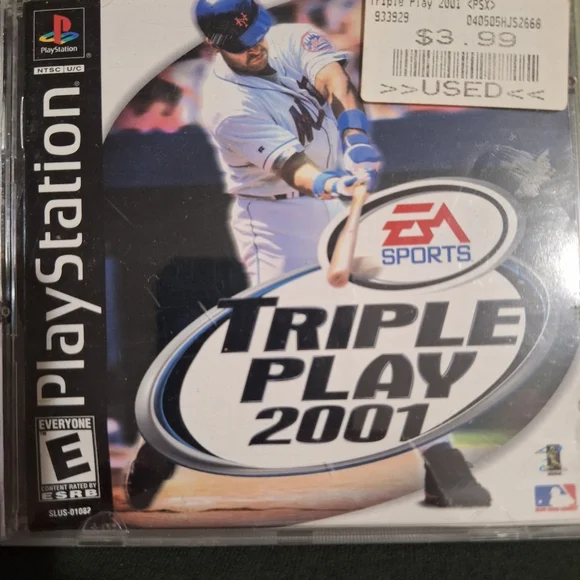 PlayStation
NTSC U/C
PlayStation
Triple Play 2001 <PSX>
933929 040505HJS2668
$3.99
>>USED<<
M
EA
SPORTS
TRIPLE
PLAY
2001
EVERYONE
E
CONTENT RATED BY
ESRB
SLUS-01082